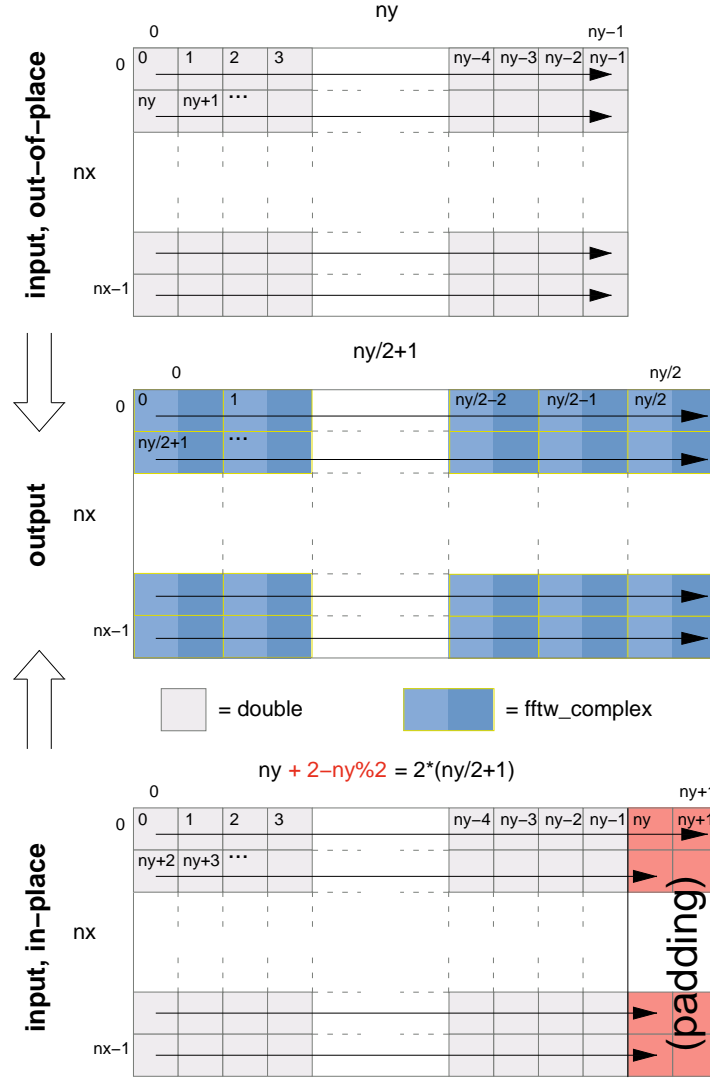 ny
0 ny−1
0 0 1 2 3 ny−4 ny−3 ny−2 ny−1
ny ny+1 ...
nx
nx−1
input, out−of−place
ny/2+1
0 ny/2
0 0 1 ny/2−2 ny/2−1 ny/2
ny/2+1 ...
nx
nx−1
output
= double = fftw_complex
ny + 2−ny%2 = 2*(ny/2+1)
0 ny+1
0 0 1 2 3 ny−4 ny−3 ny−2 ny−1 ny ny+1
ny+2 ny+3 ...
nx
nx−1
input, in−place
(padding)